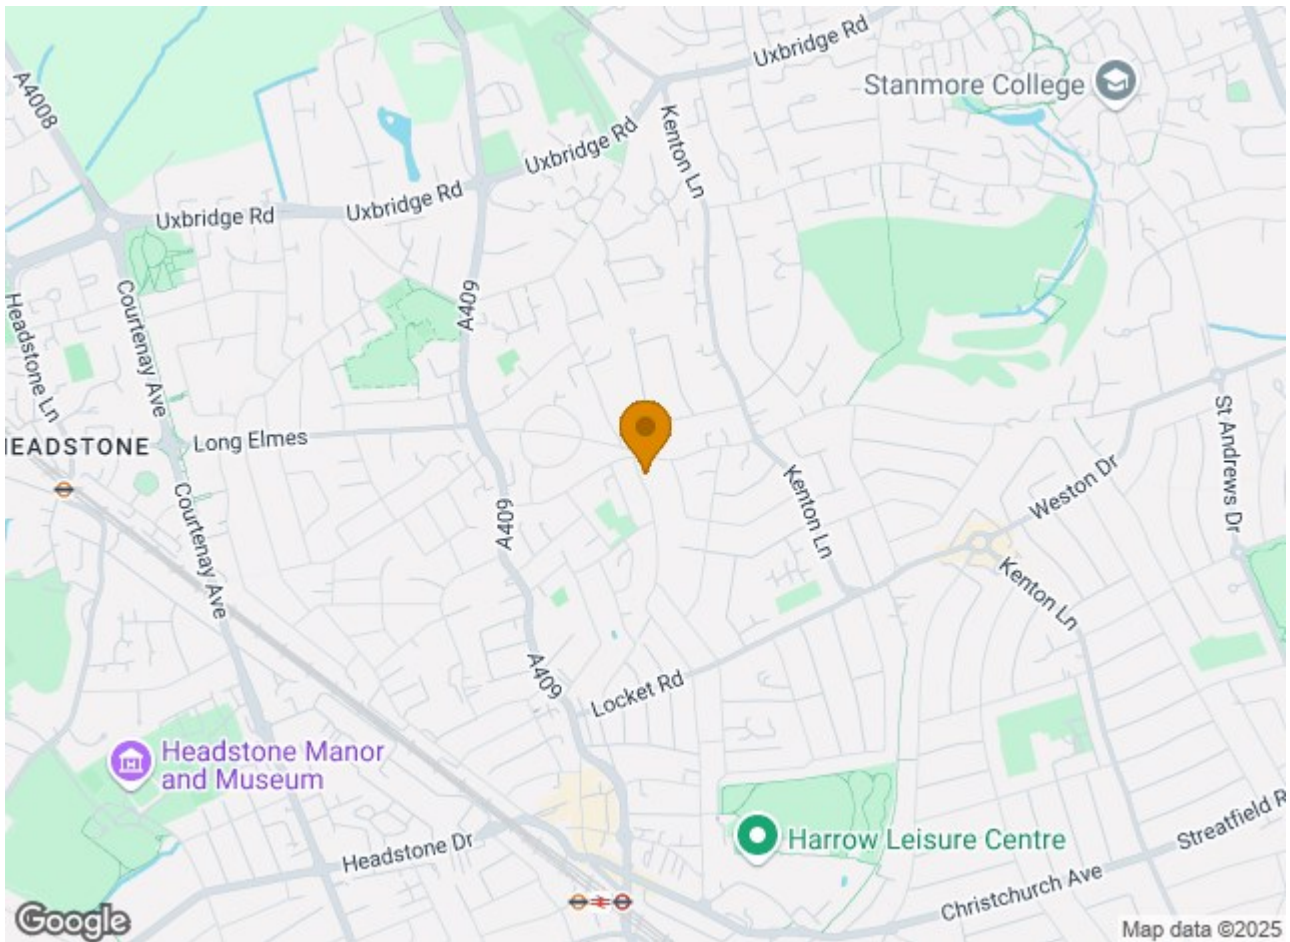 Uxbridge Rd
Stanmore College
A4008
Kenton Ln
Uxbridge Rd
Uxbridge Rd
Uxbridge Rd
Headstone Ln
Courtenay Ave
A409
Long Elmes
HEADSTONE
St Andrews Dr
Weston Dr
Kenton Ln
A409
Courtenay Ave
Kenton Ln
A409
Locket Rd
Headstone Manor
and Museum
Harrow Leisure Centre
Headstone Dr
Streatfield R
Christchurch Ave
Google
Map data ©2025